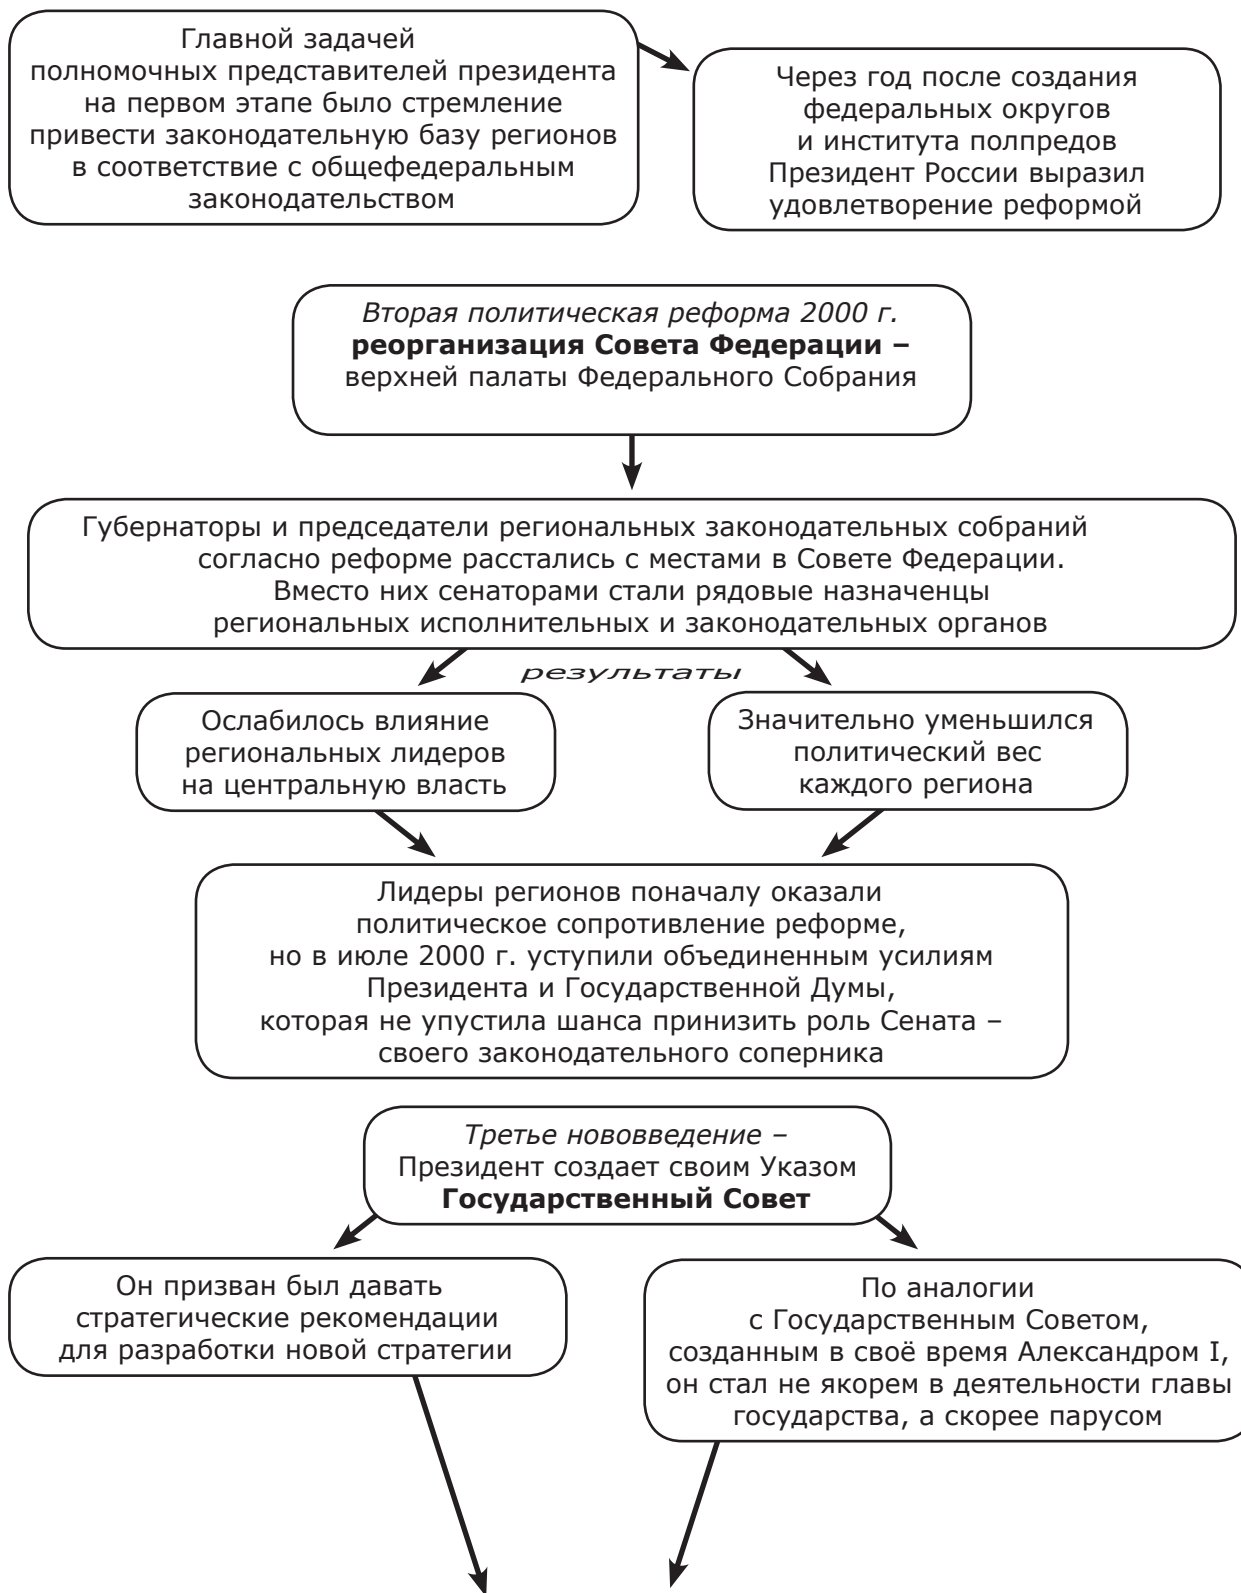 Главной задачей
полномочных представителей президента
на первом этапе было стремление
привести законодательную базу регионов
в соответствие с общефедеральным
законодательством
Через год после создания
федеральных округов
и института полпредов
Президент России выразил
удовлетворение реформой
Вторая политическая реформа 2000 г.
реорганизация Совета Федерации –
верхней палаты Федерального Собрания
Губернаторы и председатели региональных законодательных собраний
согласно реформе расстались с местами в Совете Федерации.
Вместо них сенаторами стали рядовые назначенцы
региональных исполнительных и законодательных органов
результаты
Ослабилось влияние
региональных лидеров
на центральную власть
Значительно уменьшился
политический вес
каждого региона
Лидеры регионов поначалу оказали
политическое сопротивление реформе,
но в июле 2000 г. уступили объединенным усилиям
Президента и Государственной Думы,
которая не упустила шанса принизить роль Сената –
своего законодательного соперника
Третье нововведение –
Президент создает своим Указом
Государственный Совет
Он призван был давать
стратегические рекомендации
для разработки новой стратегии
По аналогии
с Государственным Советом,
созданным в своё время Александром I,
он стал не якорем в деятельности главы
государства, а скорее парусом